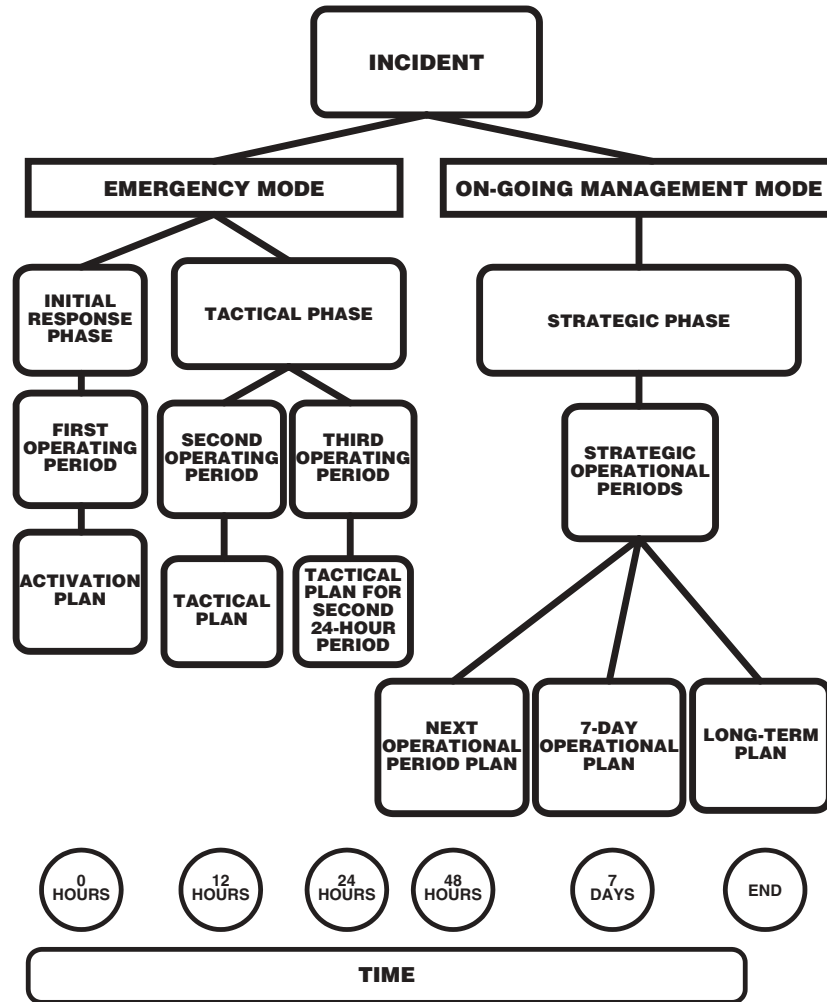 INCIDENT
EMERGENCY MODE
ON-GOING MANAGEMENT MODE
INITIAL
RESPONSE
PHASE
TACTICAL PHASE
STRATEGIC PHASE
FIRST
OPERATING
PERIOD
SECOND
OPERATING
PERIOD
THIRD
OPERATING
PERIOD
STRATEGIC
OPERATIONAL
PERIODS
ACTIVATION
PLAN
TACTICAL
PLAN
TACTICAL
PLAN FOR
SECOND
24-HOUR
PERIOD
NEXT
OPERATIONAL
PERIOD PLAN
7-DAY
OPERATIONAL
PLAN
LONG-TERM
PLAN
0
HOURS
12
HOURS
24
HOURS
48
HOURS
7
DAYS
END
TIME